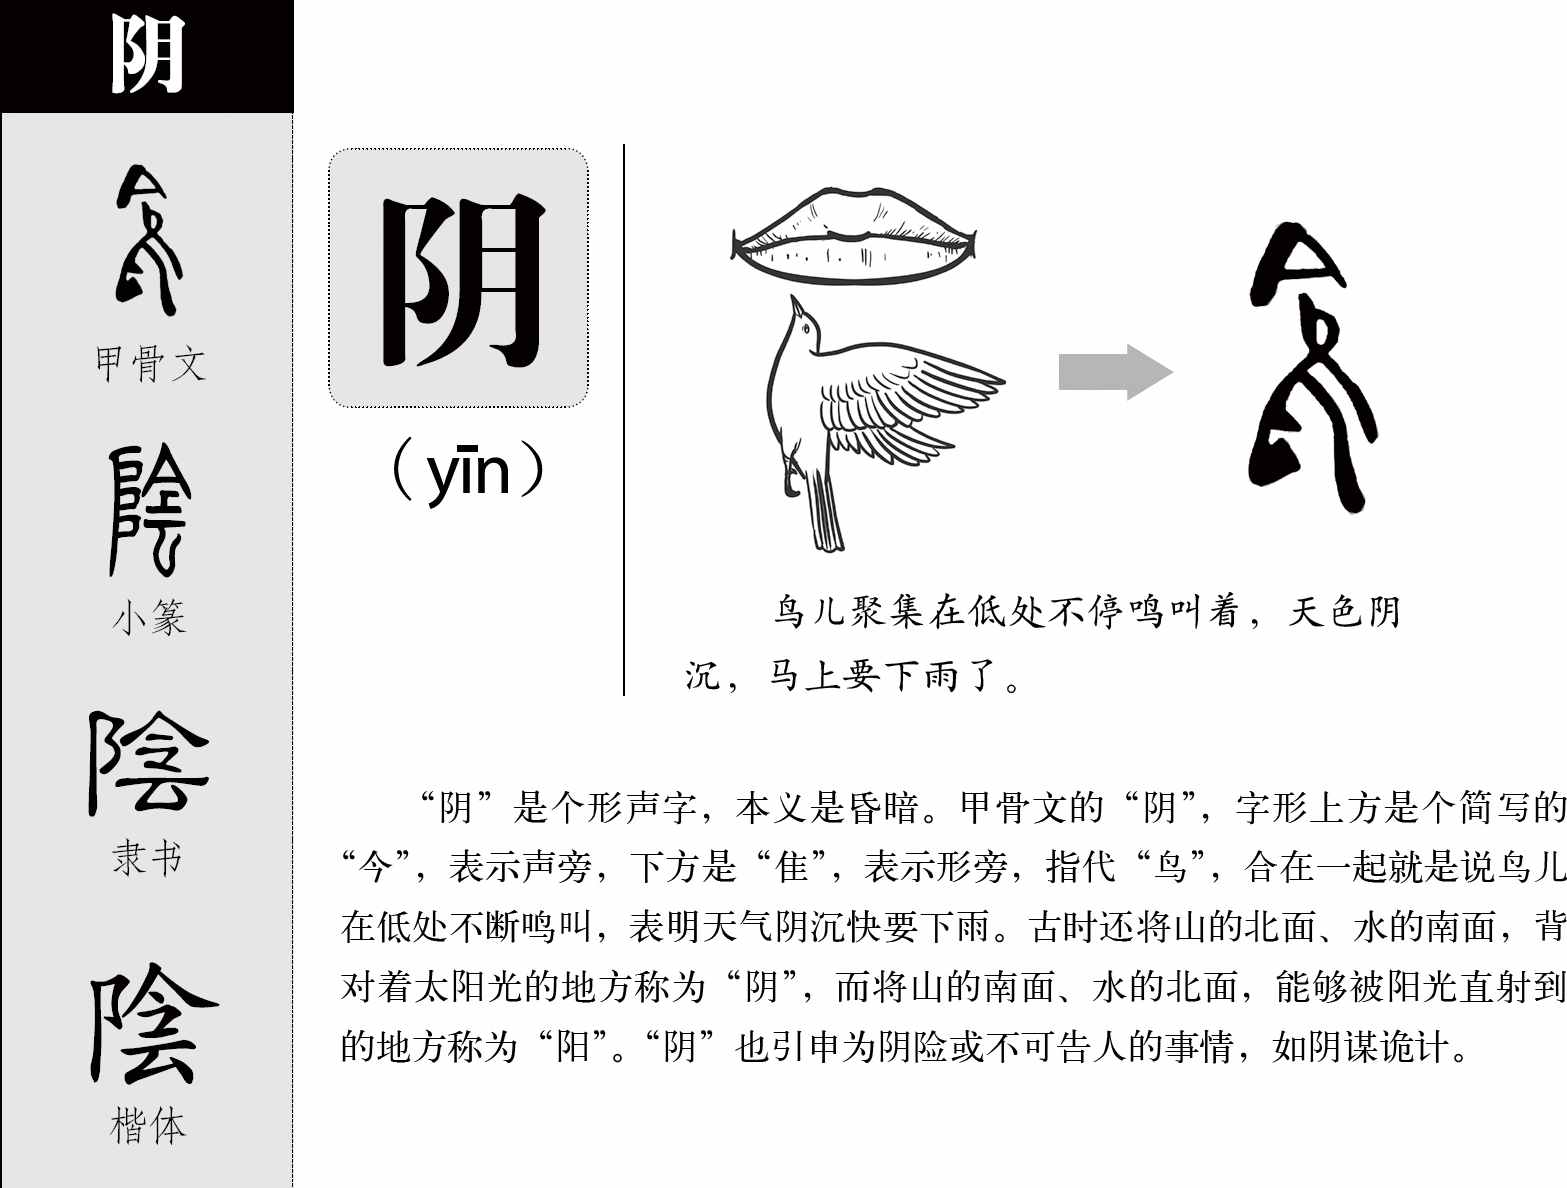 阴
甲骨文
陰
小篆
陰
隶书
陰
楷体
阴
（yīn）
鸟儿聚集在低处不停鸣叫着，天色阴
沉，马上要下雨了。
“阴”是个形声字，本义是昏暗。甲骨文的“阴”，字形上方是个简写的
“今”，表示声旁，下方是“隹”，表示形旁，指代“鸟”，合在一起就是说鸟儿
在低处不断鸣叫，表明天气阴沉快要下雨。古时还将山的北面、水的南面，背
对着太阳光的地方称为“阴”，而将山的南面、水的北面，能够被阳光直射到
的地方称为“阳”。“阴”也引申为阴险或不可告人的事情，如阴谋诡计。